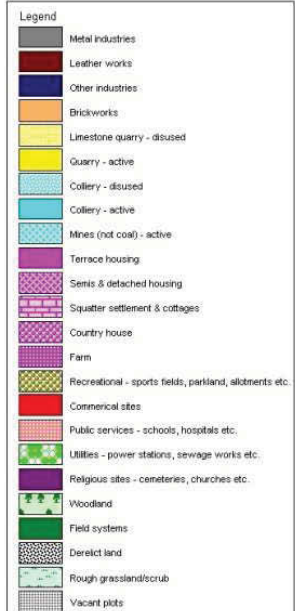 Legend
Metal industries
Leather works
Other industries
Brickworks
Limestone quarry - disused
Quarry - active
Colliery - disused
Colliery - active
Mines (not coal) - active
Terrace housing
Semis & detached housing
Squatter settlement & cottages
Country house
Farm
Recreational - sports fields, parkland, allotments etc.
Commerical sites
Public services - schools, hospitals etc.
Utilities - power stations, sewage works etc.
Religious sites - cemeteries, churches etc.
Woodland
Field systems
Derelict land
Rough grassland/scrub
Vacant plots